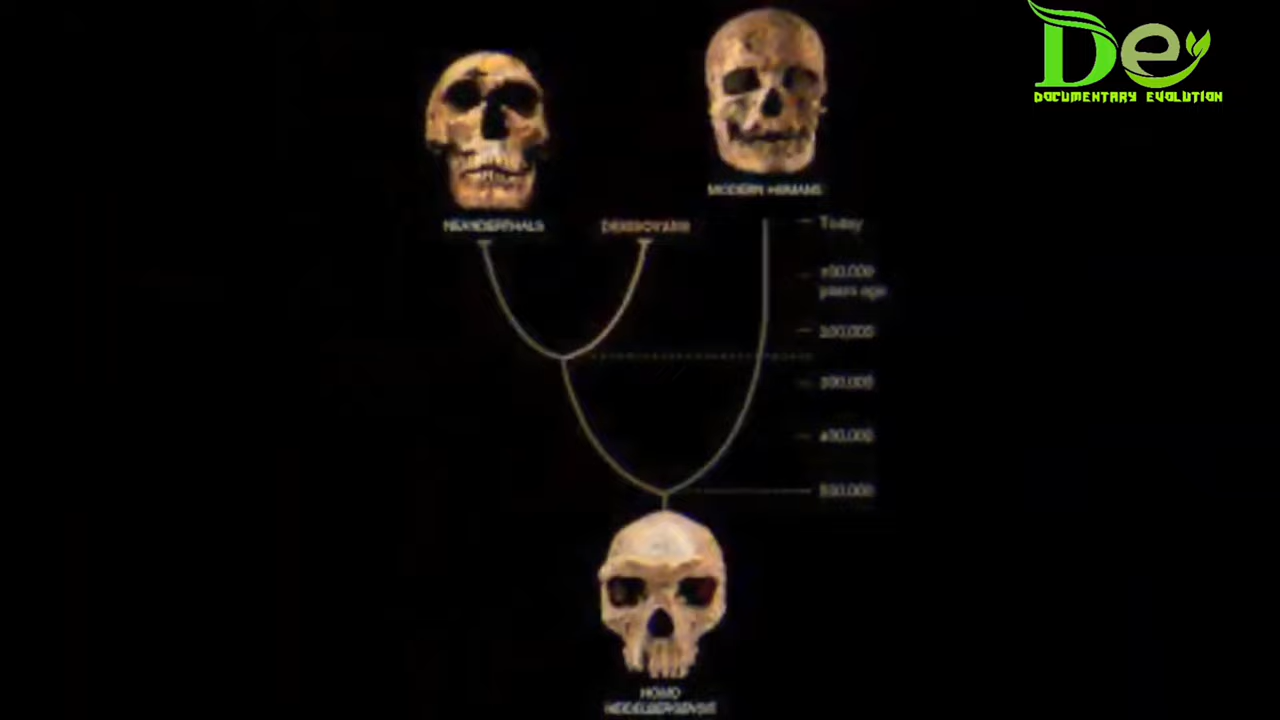 De
DOCUMENTARY EVOLUTION
MODERN HUMANS
NEANDERTHALS
DENISOVANS
Today
100,000
years ago
200,000
300,000
400,000
500,000
HOMO
HEIDELBERGENSIS